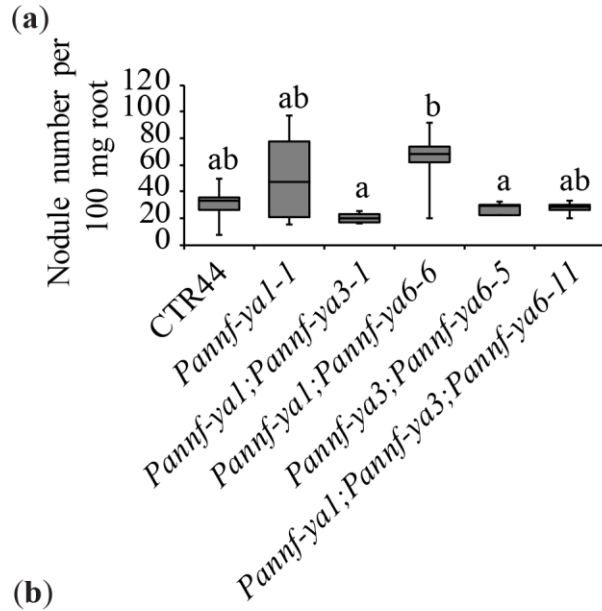 (a)
Nodule number per
100 mg root
120
100
80
60
40
20
0
ab
ab
a
b
a
ab
CTR44
Pannf-ya1-1
Pannf-ya1;Pannf-ya3-1
Pannf-ya1;Pannf-ya6-6
Pannf-ya3;Pannf-ya6-5
Pannf-ya1;Pannf-ya3;Pannf-ya6-11
(b)